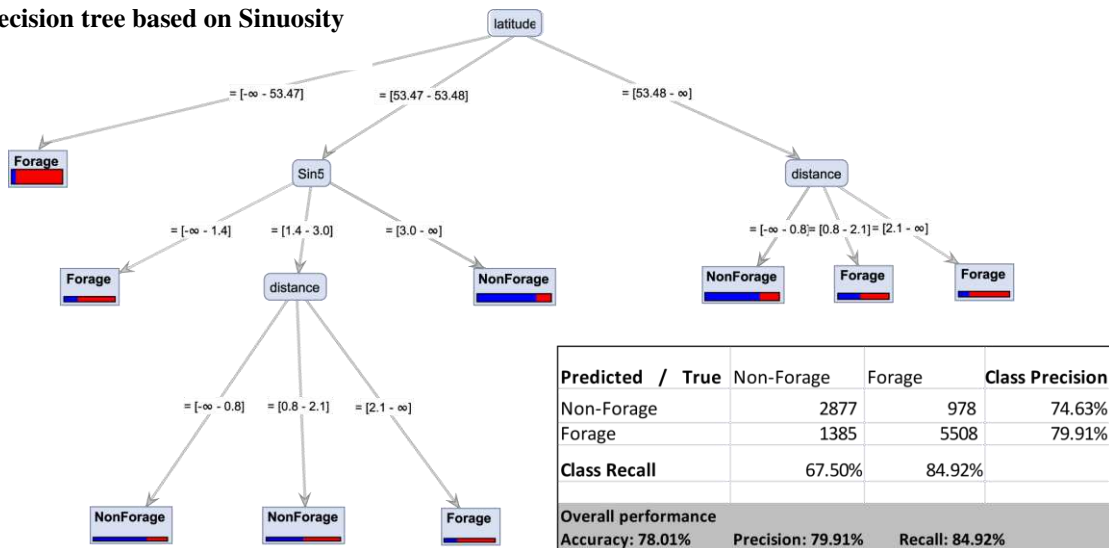 ecision tree based on Sinuosity
latitude
= [-∞ - 53.47]
= [53.47 - 53.48]
= [53.48 - ∞]
Forage
Sin5
distance
= [-∞ - 1.4]
= [1.4 - 3.0]
= [3.0 - ∞]
= [-∞ - 0.8]
= [0.8 - 2.1]
= [2.1 - ∞]
Forage
distance
NonForage
NonForage
Forage
Forage
= [-∞ - 0.8]
= [0.8 - 2.1]
= [2.1 - ∞]
NonForage
NonForage
Forage
Predicted / True Non-Forage Forage Class Precision
Non-Forage 2877 978 74.63%
Forage 1385 5508 79.91%
Class Recall 67.50% 84.92%
Overall performance
Accuracy: 78.01% Precision: 79.91% Recall: 84.92%